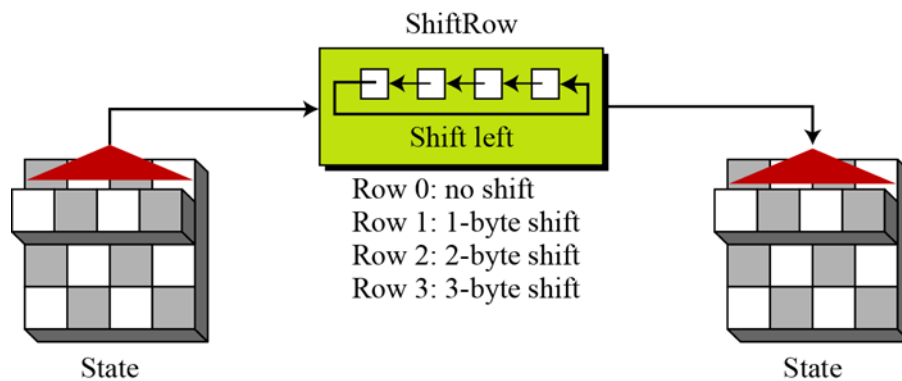 ShiftRow
Shift left
Row 0: no shift
Row 1: 1-byte shift
Row 2: 2-byte shift
Row 3: 3-byte shift
State
State